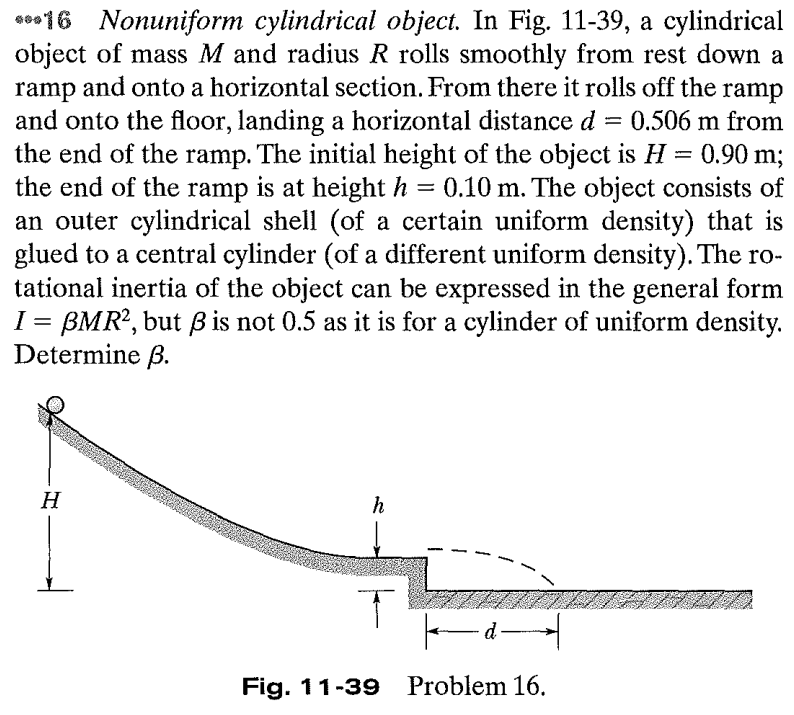 •••16 Nonuniform cylindrical object. In Fig. 11-39, a cylindrical
object of mass M and radius R rolls smoothly from rest down a
ramp and onto a horizontal section. From there it rolls off the ramp
and onto the floor, landing a horizontal distance d = 0.506 m from
the end of the ramp. The initial height of the object is H = 0.90 m;
the end of the ramp is at height h = 0.10 m. The object consists of
an outer cylindrical shell (of a certain uniform density) that is
glued to a central cylinder (of a different uniform density). The ro-
tational inertia of the object can be expressed in the general form
I = βMR², but β is not 0.5 as it is for a cylinder of uniform density.
Determine β.
H
h
d
Fig. 11-39 Problem 16.